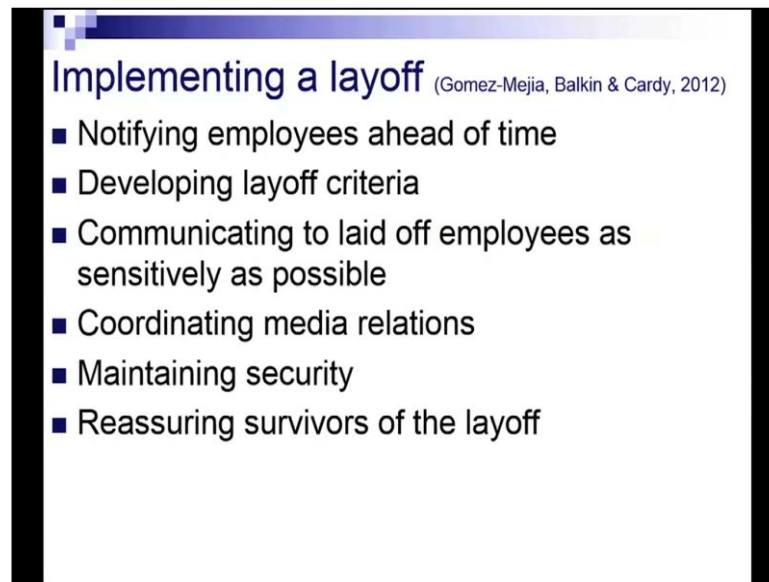 Implementing a layoff (Gomez-Mejia, Balkin & Cardy, 2012)
Notifying employees ahead of time
Developing layoff criteria
Communicating to laid off employees as
sensitively as possible
Coordinating media relations
Maintaining security
Reassuring survivors of the layoff